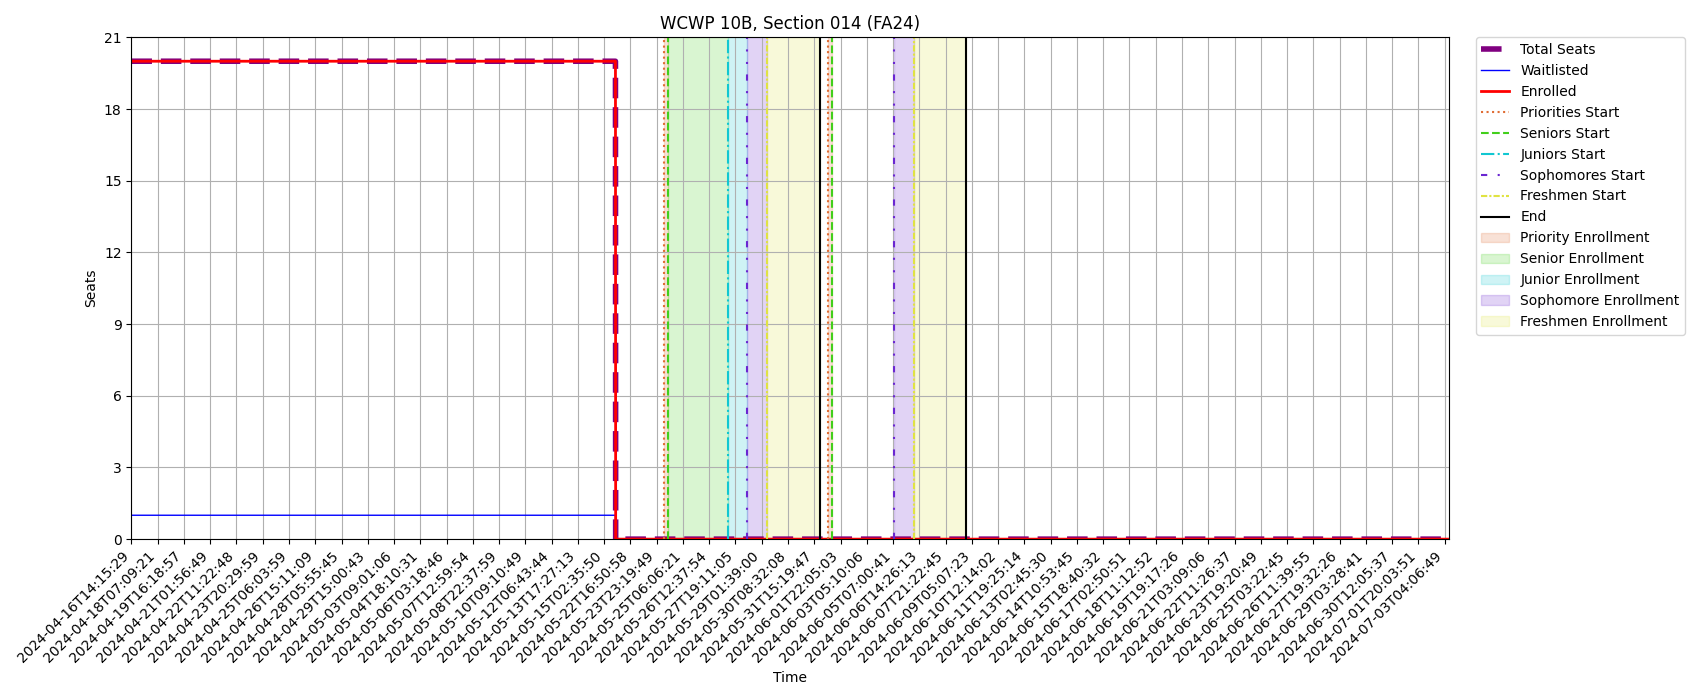 WCWP 10B, Section 014 (FA24)
21
18
15
12
9
6
3
0
Seats
2024-04-16T14:15:29
2024-04-18T07:09:21
2024-04-19T16:18:57
2024-04-21T01:56:49
2024-04-22T11:22:48
2024-04-23T20:29:59
2024-04-25T06:03:59
2024-04-26T15:11:09
2024-04-28T05:55:45
2024-04-29T15:00:43
2024-05-03T09:01:06
2024-05-04T18:10:31
2024-05-06T03:18:46
2024-05-07T12:59:54
2024-05-08T22:37:59
2024-05-10T09:10:49
2024-05-12T06:43:44
2024-05-13T17:27:13
2024-05-15T02:35:50
2024-05-22T16:50:58
2024-05-23T23:19:49
2024-05-25T06:06:21
2024-05-26T12:37:54
2024-05-27T19:11:05
2024-05-29T01:39:00
2024-05-30T08:32:08
2024-05-31T15:19:47
2024-06-01T22:05:03
2024-06-03T05:10:06
2024-06-05T07:00:41
2024-06-06T14:26:13
2024-06-07T21:22:45
2024-06-09T05:07:23
2024-06-10T12:14:02
2024-06-11T19:25:14
2024-06-13T02:45:30
2024-06-14T10:53:45
2024-06-15T18:40:32
2024-06-17T02:50:51
2024-06-18T11:12:52
2024-06-19T19:17:26
2024-06-21T03:09:06
2024-06-22T11:26:37
2024-06-23T19:20:49
2024-06-25T03:22:45
2024-06-26T11:39:55
2024-06-27T19:32:26
2024-06-29T03:28:41
2024-06-30T12:05:37
2024-07-01T20:03:51
2024-07-03T04:06:49
Time
Total Seats
Waitlisted
Enrolled
Priorities Start
Seniors Start
Juniors Start
Sophomores Start
Freshmen Start
End
Priority Enrollment
Senior Enrollment
Junior Enrollment
Sophomore Enrollment
Freshmen Enrollment